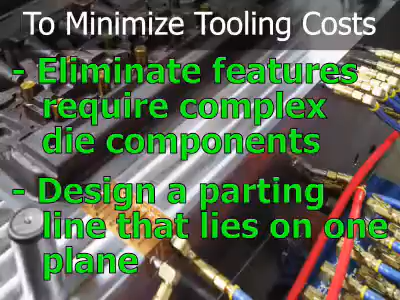 To Minimize Tooling Costs
- Eliminate features
require complex
die components
- Design a parting
line that lies on one
plane